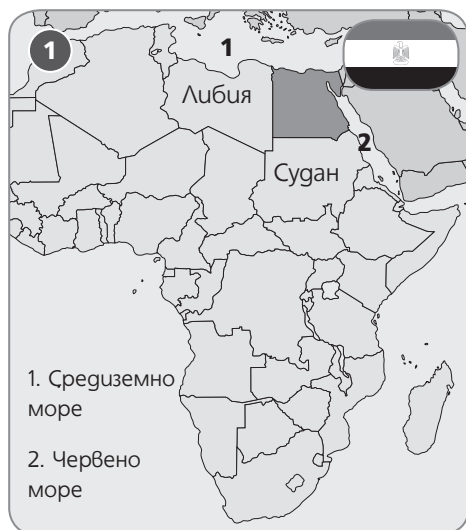 1
1
Либия
2
Судан
1. Средиземно
море
2. Червено
море